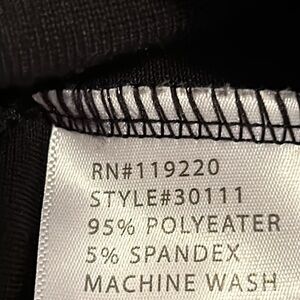 RN#119220
STYLE#30111
95% POLYEATER
5% SPANDEX
MACHINE WASH